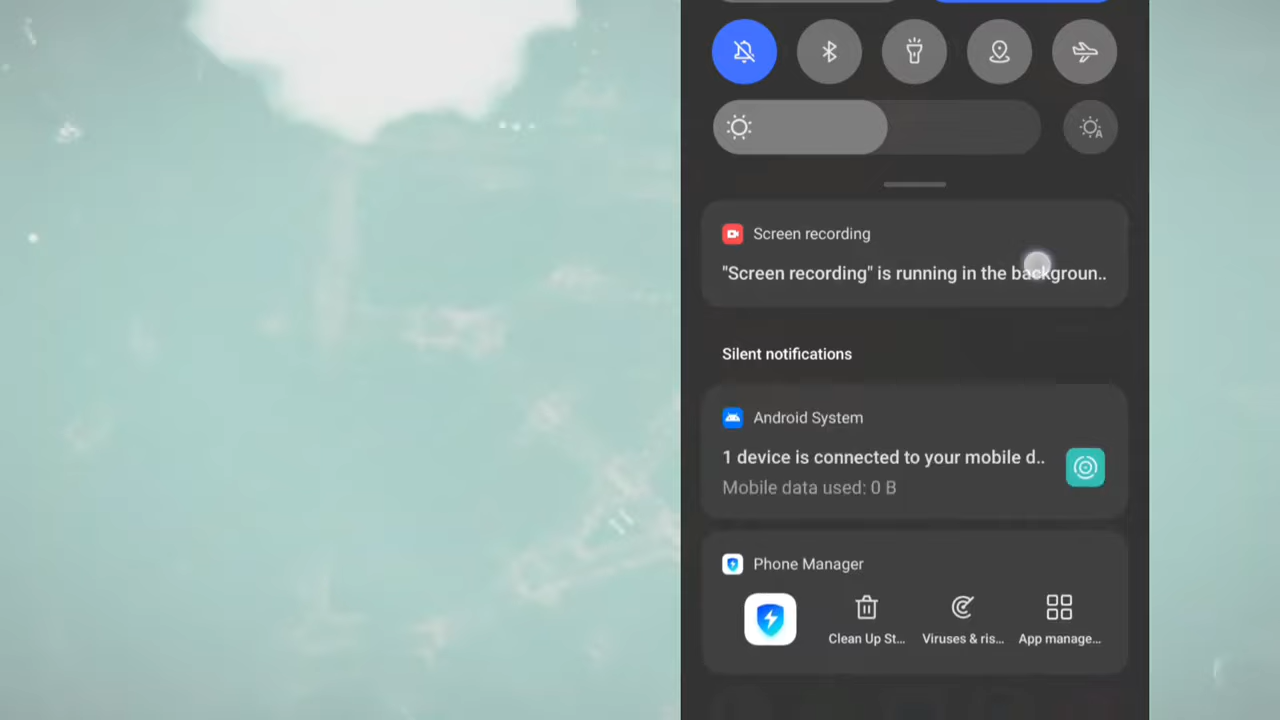 Screen recording
"Screen recording" is running in the backgroun..
Silent notifications
Android System
1 device is connected to your mobile d..
Mobile data used: 0 B
Phone Manager
Clean Up St...
Viruses & ris...
App manage...